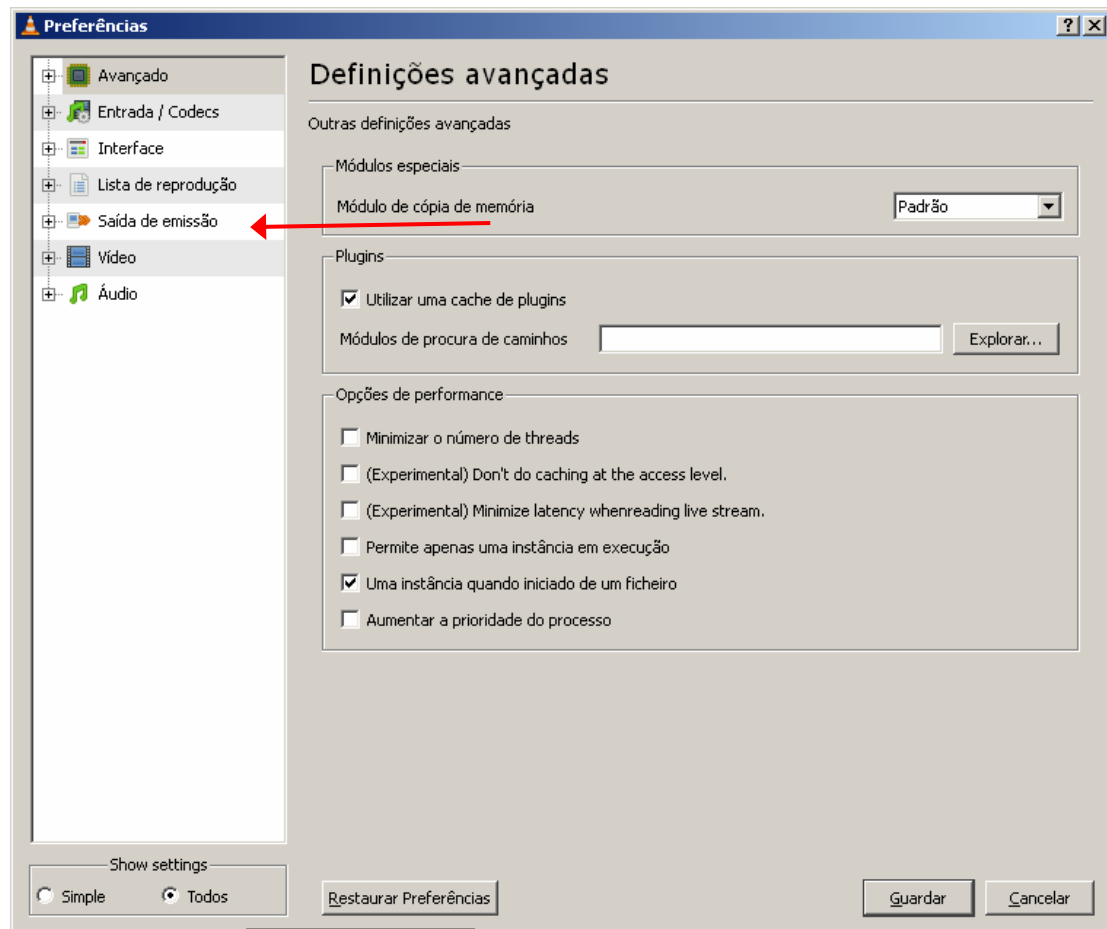 Preferências
Avançado
Entrada / Codecs
Interface
Lista de reprodução
Saída de emissão
Vídeo
Áudio
Show settings
Simple
Todos
Definições avançadas
Outras definições avançadas
Módulos especiais
Módulo de cópia de memória
Padrão
Plugins
Utilizar uma cache de plugins
Módulos de procura de caminhos
Explorar...
Opções de performance
Minimizar o número de threads
(Experimental) Don't do caching at the access level.
(Experimental) Minimize latency whenreading live stream.
Permite apenas uma instância em execução
Uma instância quando iniciado de um ficheiro
Aumentar a prioridade do processo
Restaurar Preferências
Guardar
Cancelar